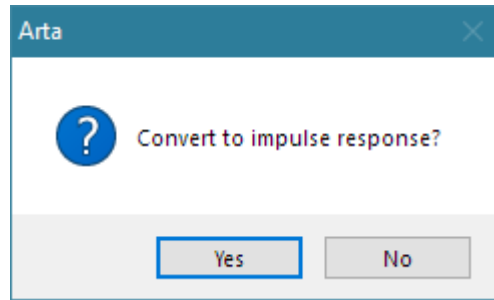 Arta
?
Convert to impulse response?
Yes
No